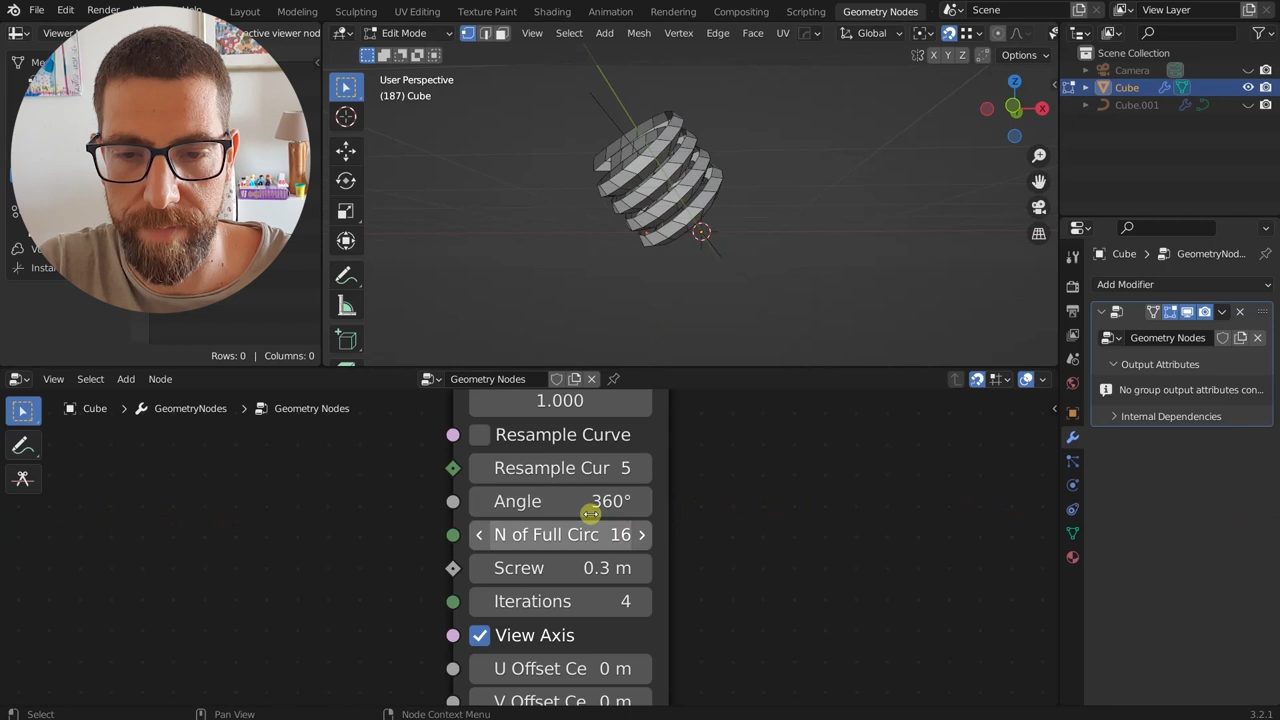 File Edit Render Help Layout Modeling Sculpting UV Editing Texture Paint Shading Animation Rendering Compositing Scripting Geometry Nodes Scene View Layer
Edit Mode View Select Add Mesh Vertex Edge Face UV Global
X Y Z Options
User Perspective
(187) Cube
Z
X
Scene Collection
Camera
Cube
Cube.001
Rows: 0 | Columns: 0
Cube GeometryNod...
Add Modifier
Geometry Nodes
Output Attributes
No group output attributes con...
Internal Dependencies
View Select Add Node Geometry Nodes
Cube GeometryNodes Geometry Nodes
1.000
Resample Curve
Resample Cur 5
Angle 360°
N of Full Circ 16
Screw 0.3 m
Iterations 4
View Axis
U Offset Ce 0 m
V Offset Ce 0 m
Select Pan View Node Context Menu 3.2.1